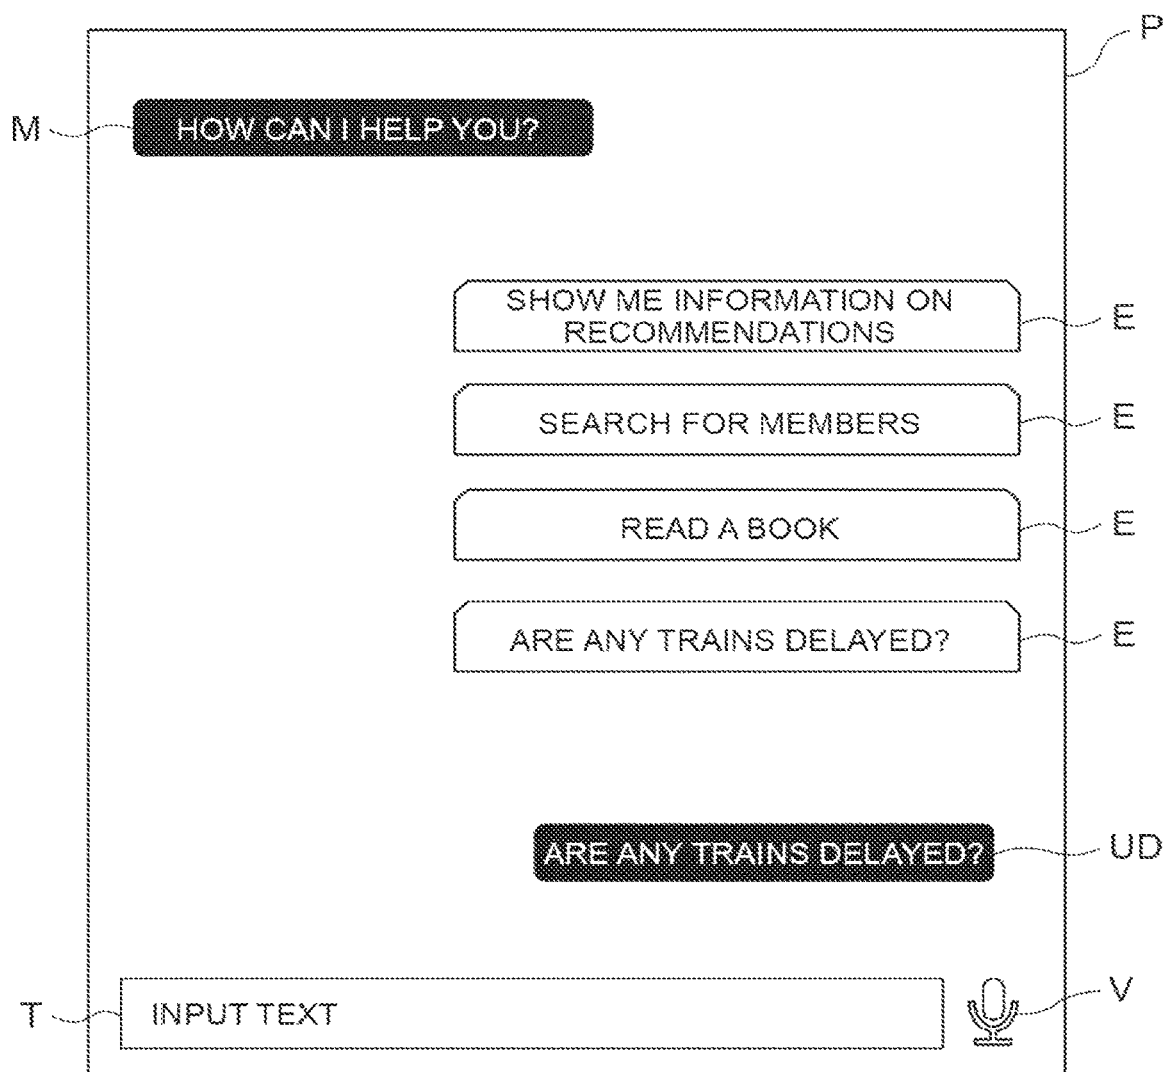 P
M
HOW CAN I HELP YOU?
SHOW ME INFORMATION ON
RECOMMENDATIONS
E
SEARCH FOR MEMBERS
E
READ A BOOK
E
ARE ANY TRAINS DELAYED?
E
ARE ANY TRAINS DELAYED?
UD
T
INPUT TEXT
V